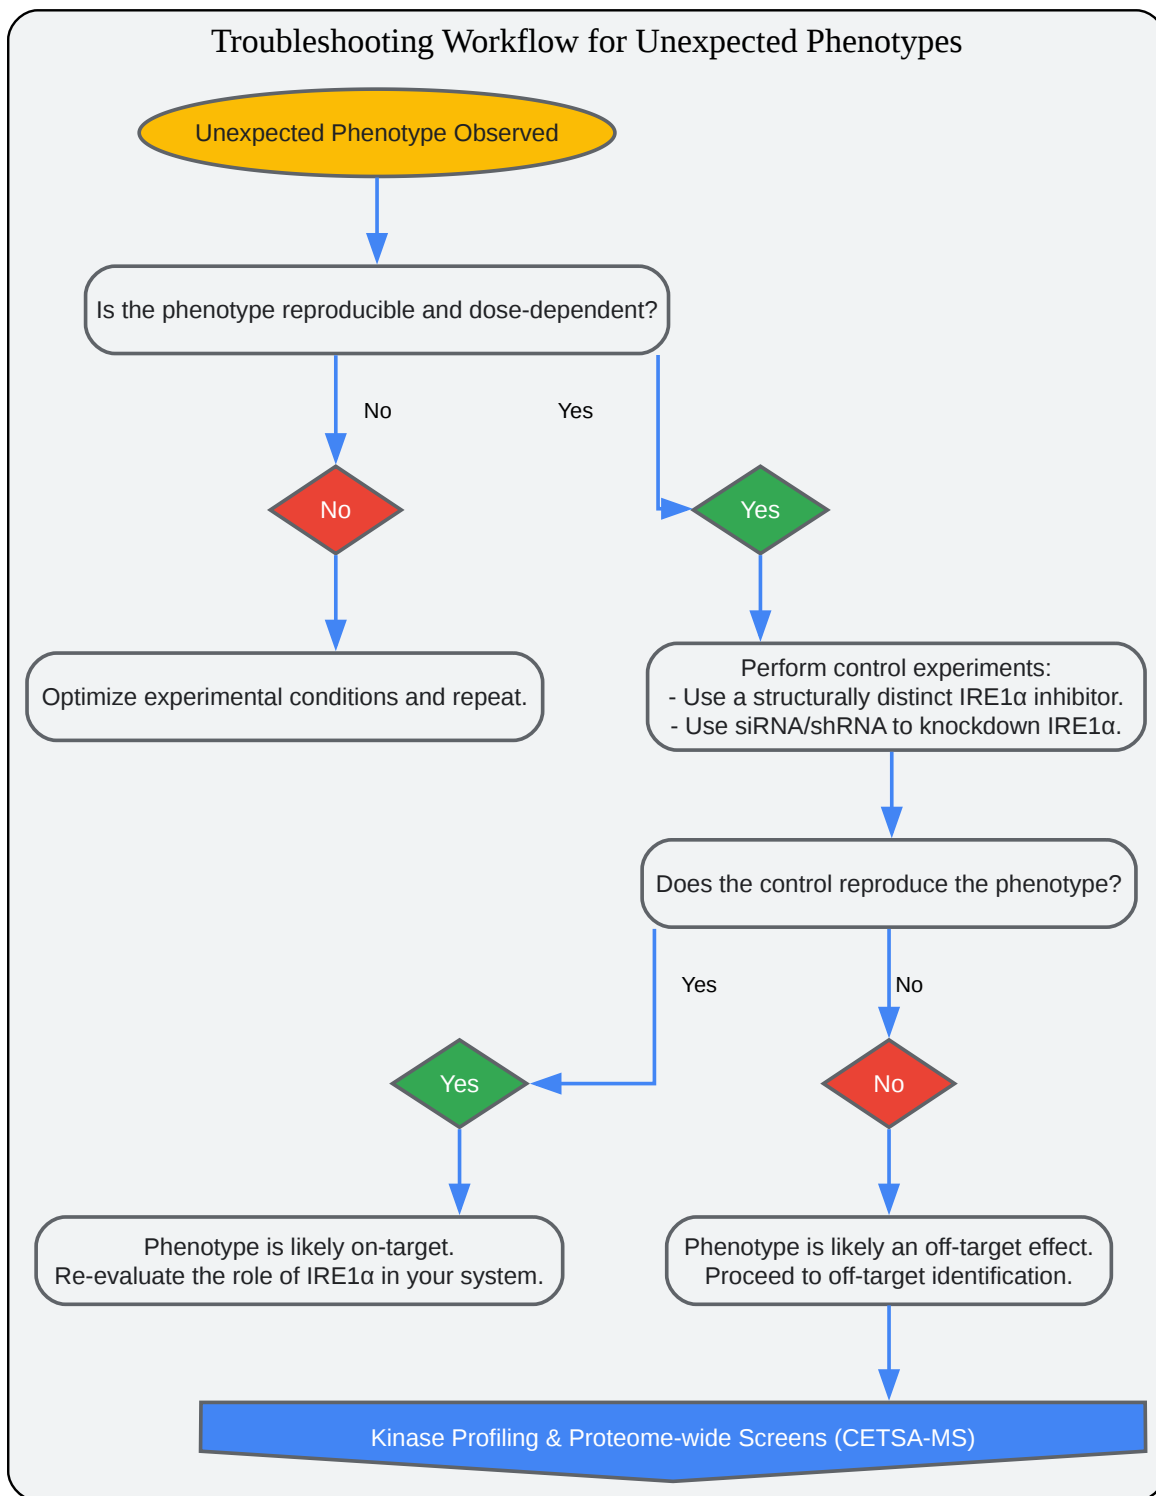 Troubleshooting Workflow for Unexpected Phenotypes
Unexpected Phenotype Observed
Is the phenotype reproducible and dose-dependent?
No
Yes
No
Yes
Optimize experimental conditions and repeat.
Perform control experiments:
- Use a structurally distinct IRE1α inhibitor.
- Use siRNA/shRNA to knockdown IRE1α.
Does the control reproduce the phenotype?
Yes
No
Yes
No
Phenotype is likely on-target.
Re-evaluate the role of IRE1α in your system.
Phenotype is likely an off-target effect.
Proceed to off-target identification.
Kinase Profiling & Proteome-wide Screens (CETSA-MS)